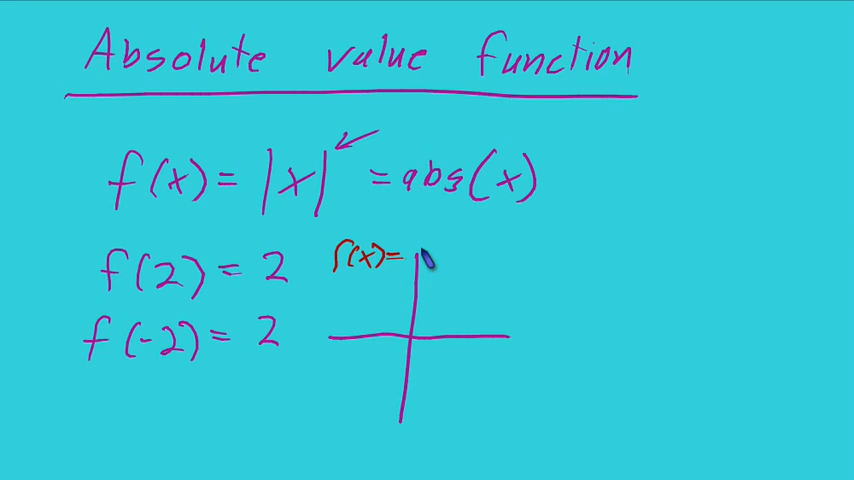 Absolute value function
f(x) = |x| = abs(x)
f(2) = 2
f(x)=
f(-2) = 2